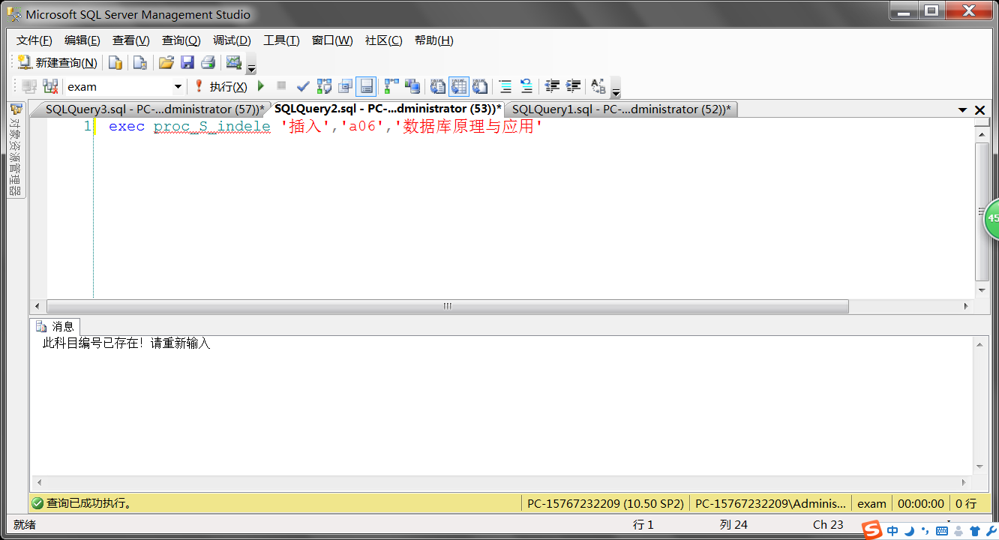 Microsoft SQL Server Management Studio
文件(F) 编辑(E) 查看(V) 查询(Q) 调试(D) 工具(T) 窗口(W) 社区(C) 帮助(H)
新建查询(N)
exam 执行(X)
SQLQuery3.sql - PC-...dministrator (57))* SQLQuery2.sql - PC-...dministrator (53))* SQLQuery1.sql - PC-...dministrator (52))*
对象资源管理器
1 exec proc_S_indele '插入','a06','数据库原理与应用'
45
消息
此科目编号已存在！请重新输入
查询已成功执行。 PC-15767232209 (10.50 SP2) PC-15767232209\Adminis... exam 00:00:00 0 行
就绪 行 1 列 24 Ch 23
S 中